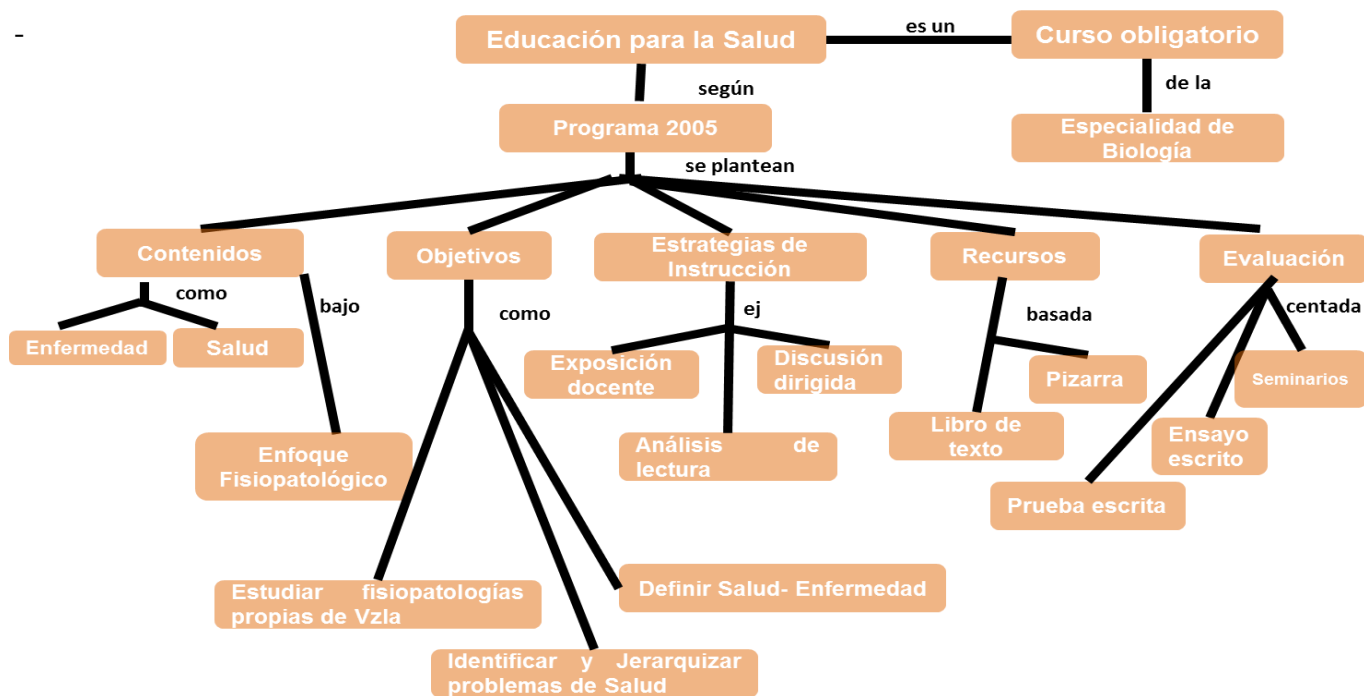 -
Educación para la Salud
es un
Curso obligatorio
según
de la
Programa 2005
Especialidad de
Biología
se plantean
Contenidos
Objetivos
Estrategias de
Instrucción
Recursos
Evaluación
como
bajo
como
ej
basada
centada
Enfermedad
Salud
Exposición
docente
Discusión
dirigida
Pizarra
Seminarios
Enfoque
Fisiopatológico
Análisis de
lectura
Libro de
texto
Ensayo
escrito
Prueba escrita
Estudiar fisiopatologías
propias de Vzla
Definir Salud- Enfermedad
Identificar y Jerarquizar
problemas de Salud